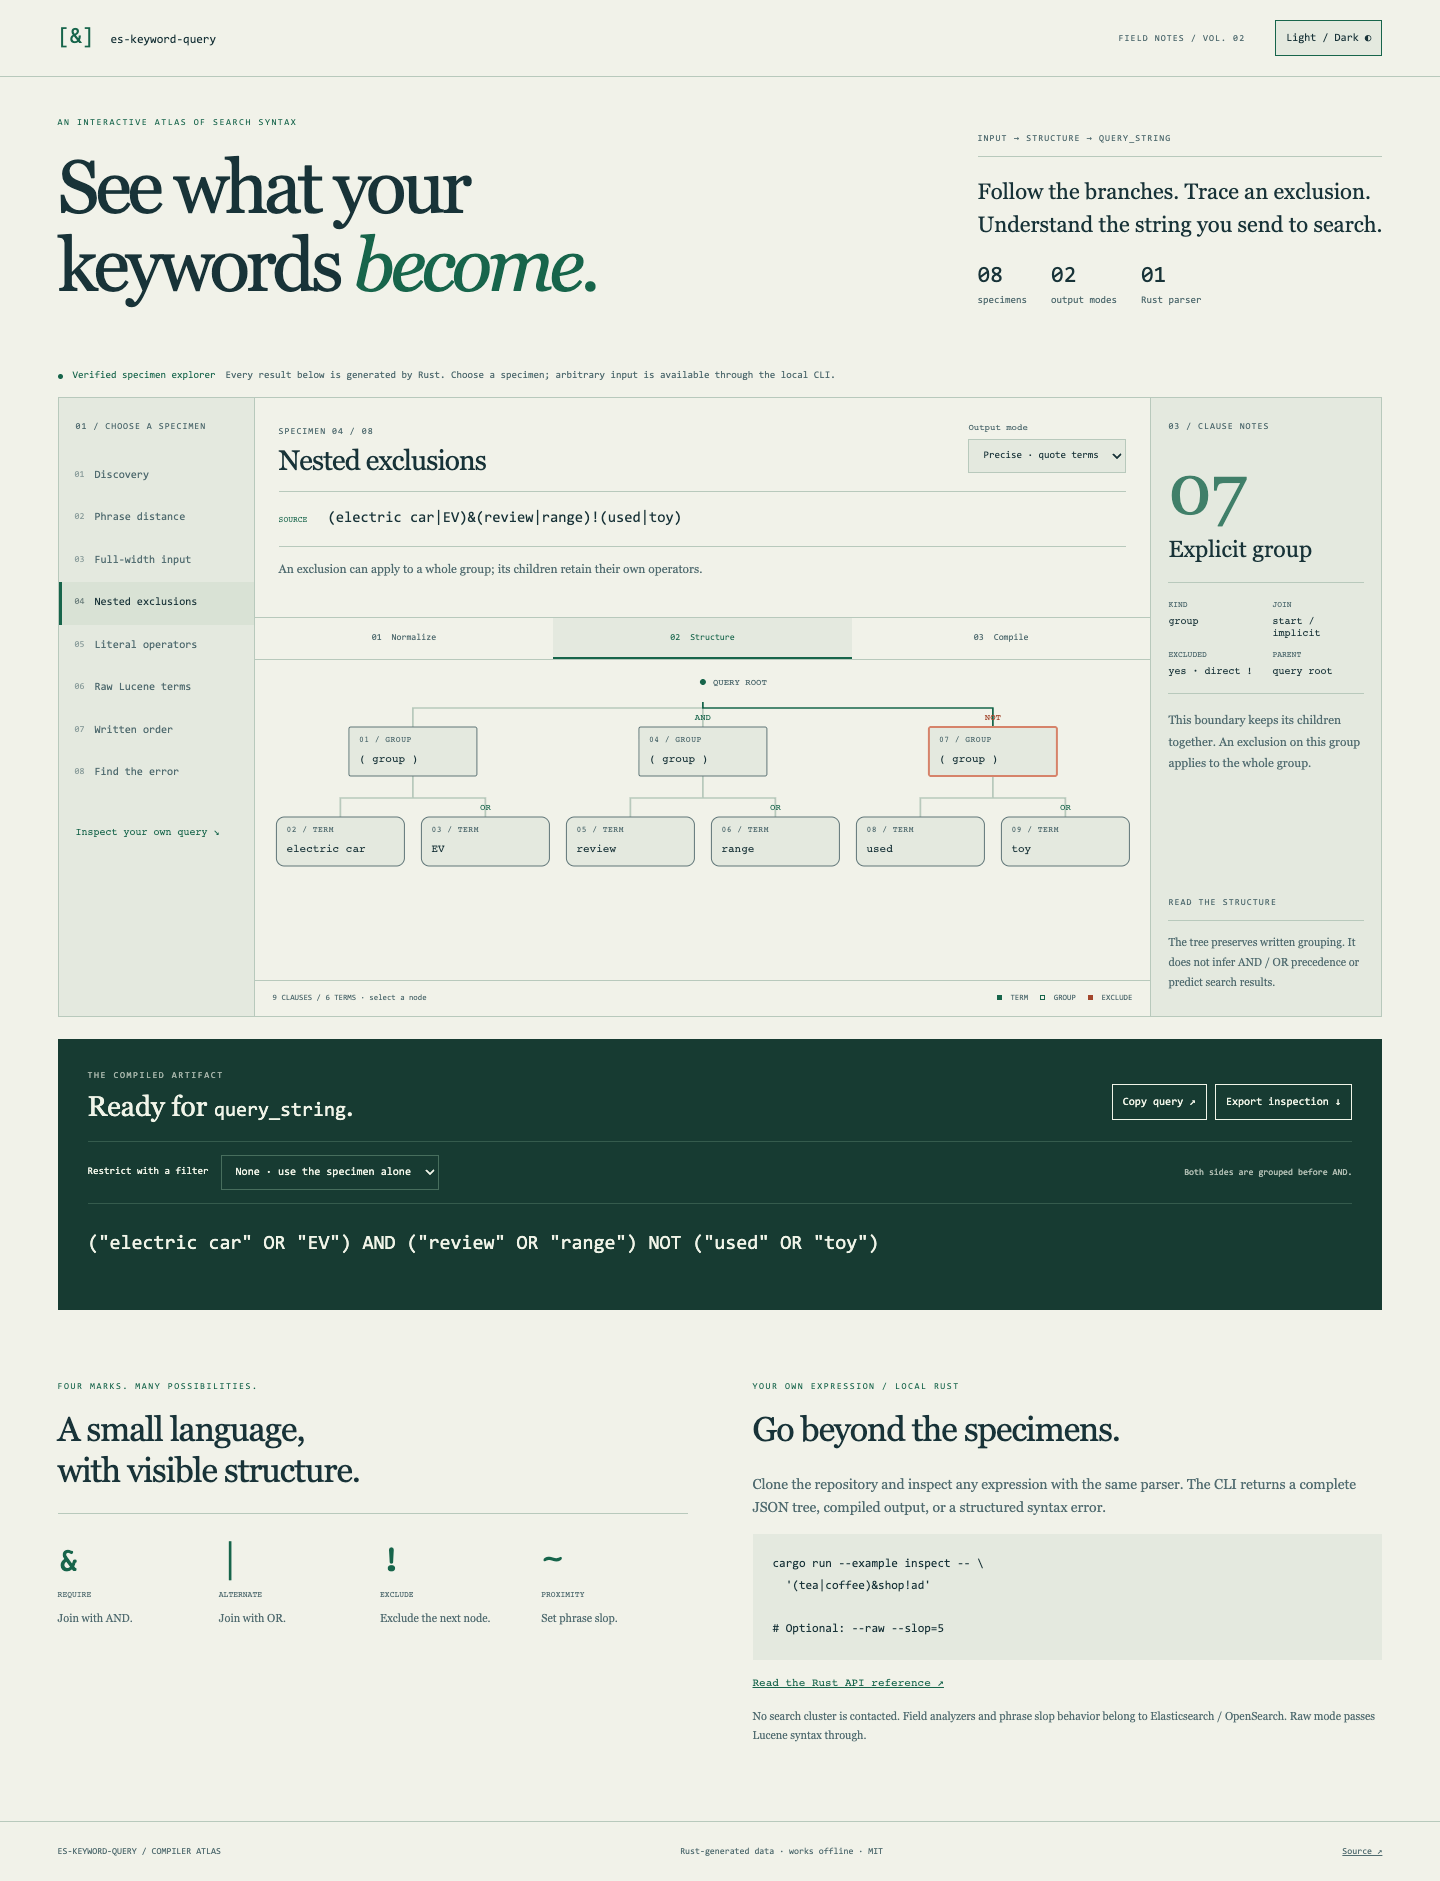 [&] es-keyword-query
FIELD NOTES / VOL. 02
Light / Dark ◐
AN INTERACTIVE ATLAS OF SEARCH SYNTAX
See what your
keywords become.
INPUT → STRUCTURE → QUERY_STRING
Follow the branches. Trace an exclusion.
Understand the string you send to search.
08 02 01
specimens output modes Rust parser
● Verified specimen explorer Every result below is generated by Rust. Choose a specimen; arbitrary input is available through the local CLI.
01 / CHOOSE A SPECIMEN
01 Discovery
02 Phrase distance
03 Full-width input
04 Nested exclusions
05 Literal operators
06 Raw Lucene terms
07 Written order
08 Find the error
Inspect your own query ↘
SPECIMEN 04 / 08
Nested exclusions
Output mode
Precise · quote terms
SOURCE (electric car|EV)&(review|range)!(used|toy)
An exclusion can apply to a whole group; its children retain their own operators.
01 Normalize
02 Structure
03 Compile
QUERY ROOT
AND
NOT
01 / GROUP
( group )
04 / GROUP
( group )
07 / GROUP
( group )
OR
OR
OR
02 / TERM
electric car
03 / TERM
EV
05 / TERM
review
06 / TERM
range
08 / TERM
used
09 / TERM
toy
9 CLAUSES / 6 TERMS · select a node
TERM GROUP EXCLUDE
03 / CLAUSE NOTES
07
Explicit group
KIND
group
JOIN
start /
implicit
EXCLUDED
yes · direct !
PARENT
query root
This boundary keeps its children
together. An exclusion on this group
applies to the whole group.
READ THE STRUCTURE
The tree preserves written grouping. It
does not infer AND / OR precedence or
predict search results.
THE COMPILED ARTIFACT
Ready for query_string.
Copy query ↗
Export inspection ↓
Restrict with a filter
None · use the specimen alone
Both sides are grouped before AND.
("electric car" OR "EV") AND ("review" OR "range") NOT ("used" OR "toy")
FOUR MARKS. MANY POSSIBILITIES.
A small language,
with visible structure.
& | ! ~
REQUIRE ALTERNATE EXCLUDE PROXIMITY
Join with AND. Join with OR. Exclude the next node. Set phrase slop.
YOUR OWN EXPRESSION / LOCAL RUST
Go beyond the specimens.
Clone the repository and inspect any expression with the same parser. The CLI returns a complete
JSON tree, compiled output, or a structured syntax error.
cargo run --example inspect -- \
'(tea|coffee)&shop!ad'
# Optional: --raw --slop=5
Read the Rust API reference ↗
No search cluster is contacted. Field analyzers and phrase slop behavior belong to Elasticsearch / OpenSearch. Raw mode passes
Lucene syntax through.
ES-KEYWORD-QUERY / COMPILER ATLAS
Rust-generated data · works offline · MIT
Source ↗